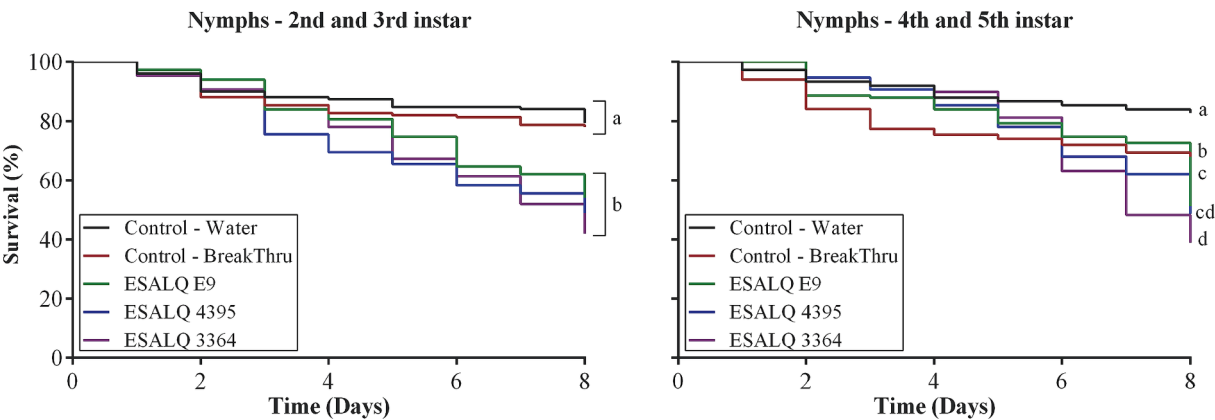 Nymphs - 2nd and 3rd instar
Survival (%)
100
80
60
40
20
0
a
b
Control - Water
Control - BreakThru
ESALQ E9
ESALQ 4395
ESALQ 3364
0 2 4 6 8
Time (Days)
Nymphs - 4th and 5th instar
a
b
c
cd
d
Control - Water
Control - BreakThru
ESALQ E9
ESALQ 4395
ESALQ 3364
0 2 4 6 8
Time (Days)